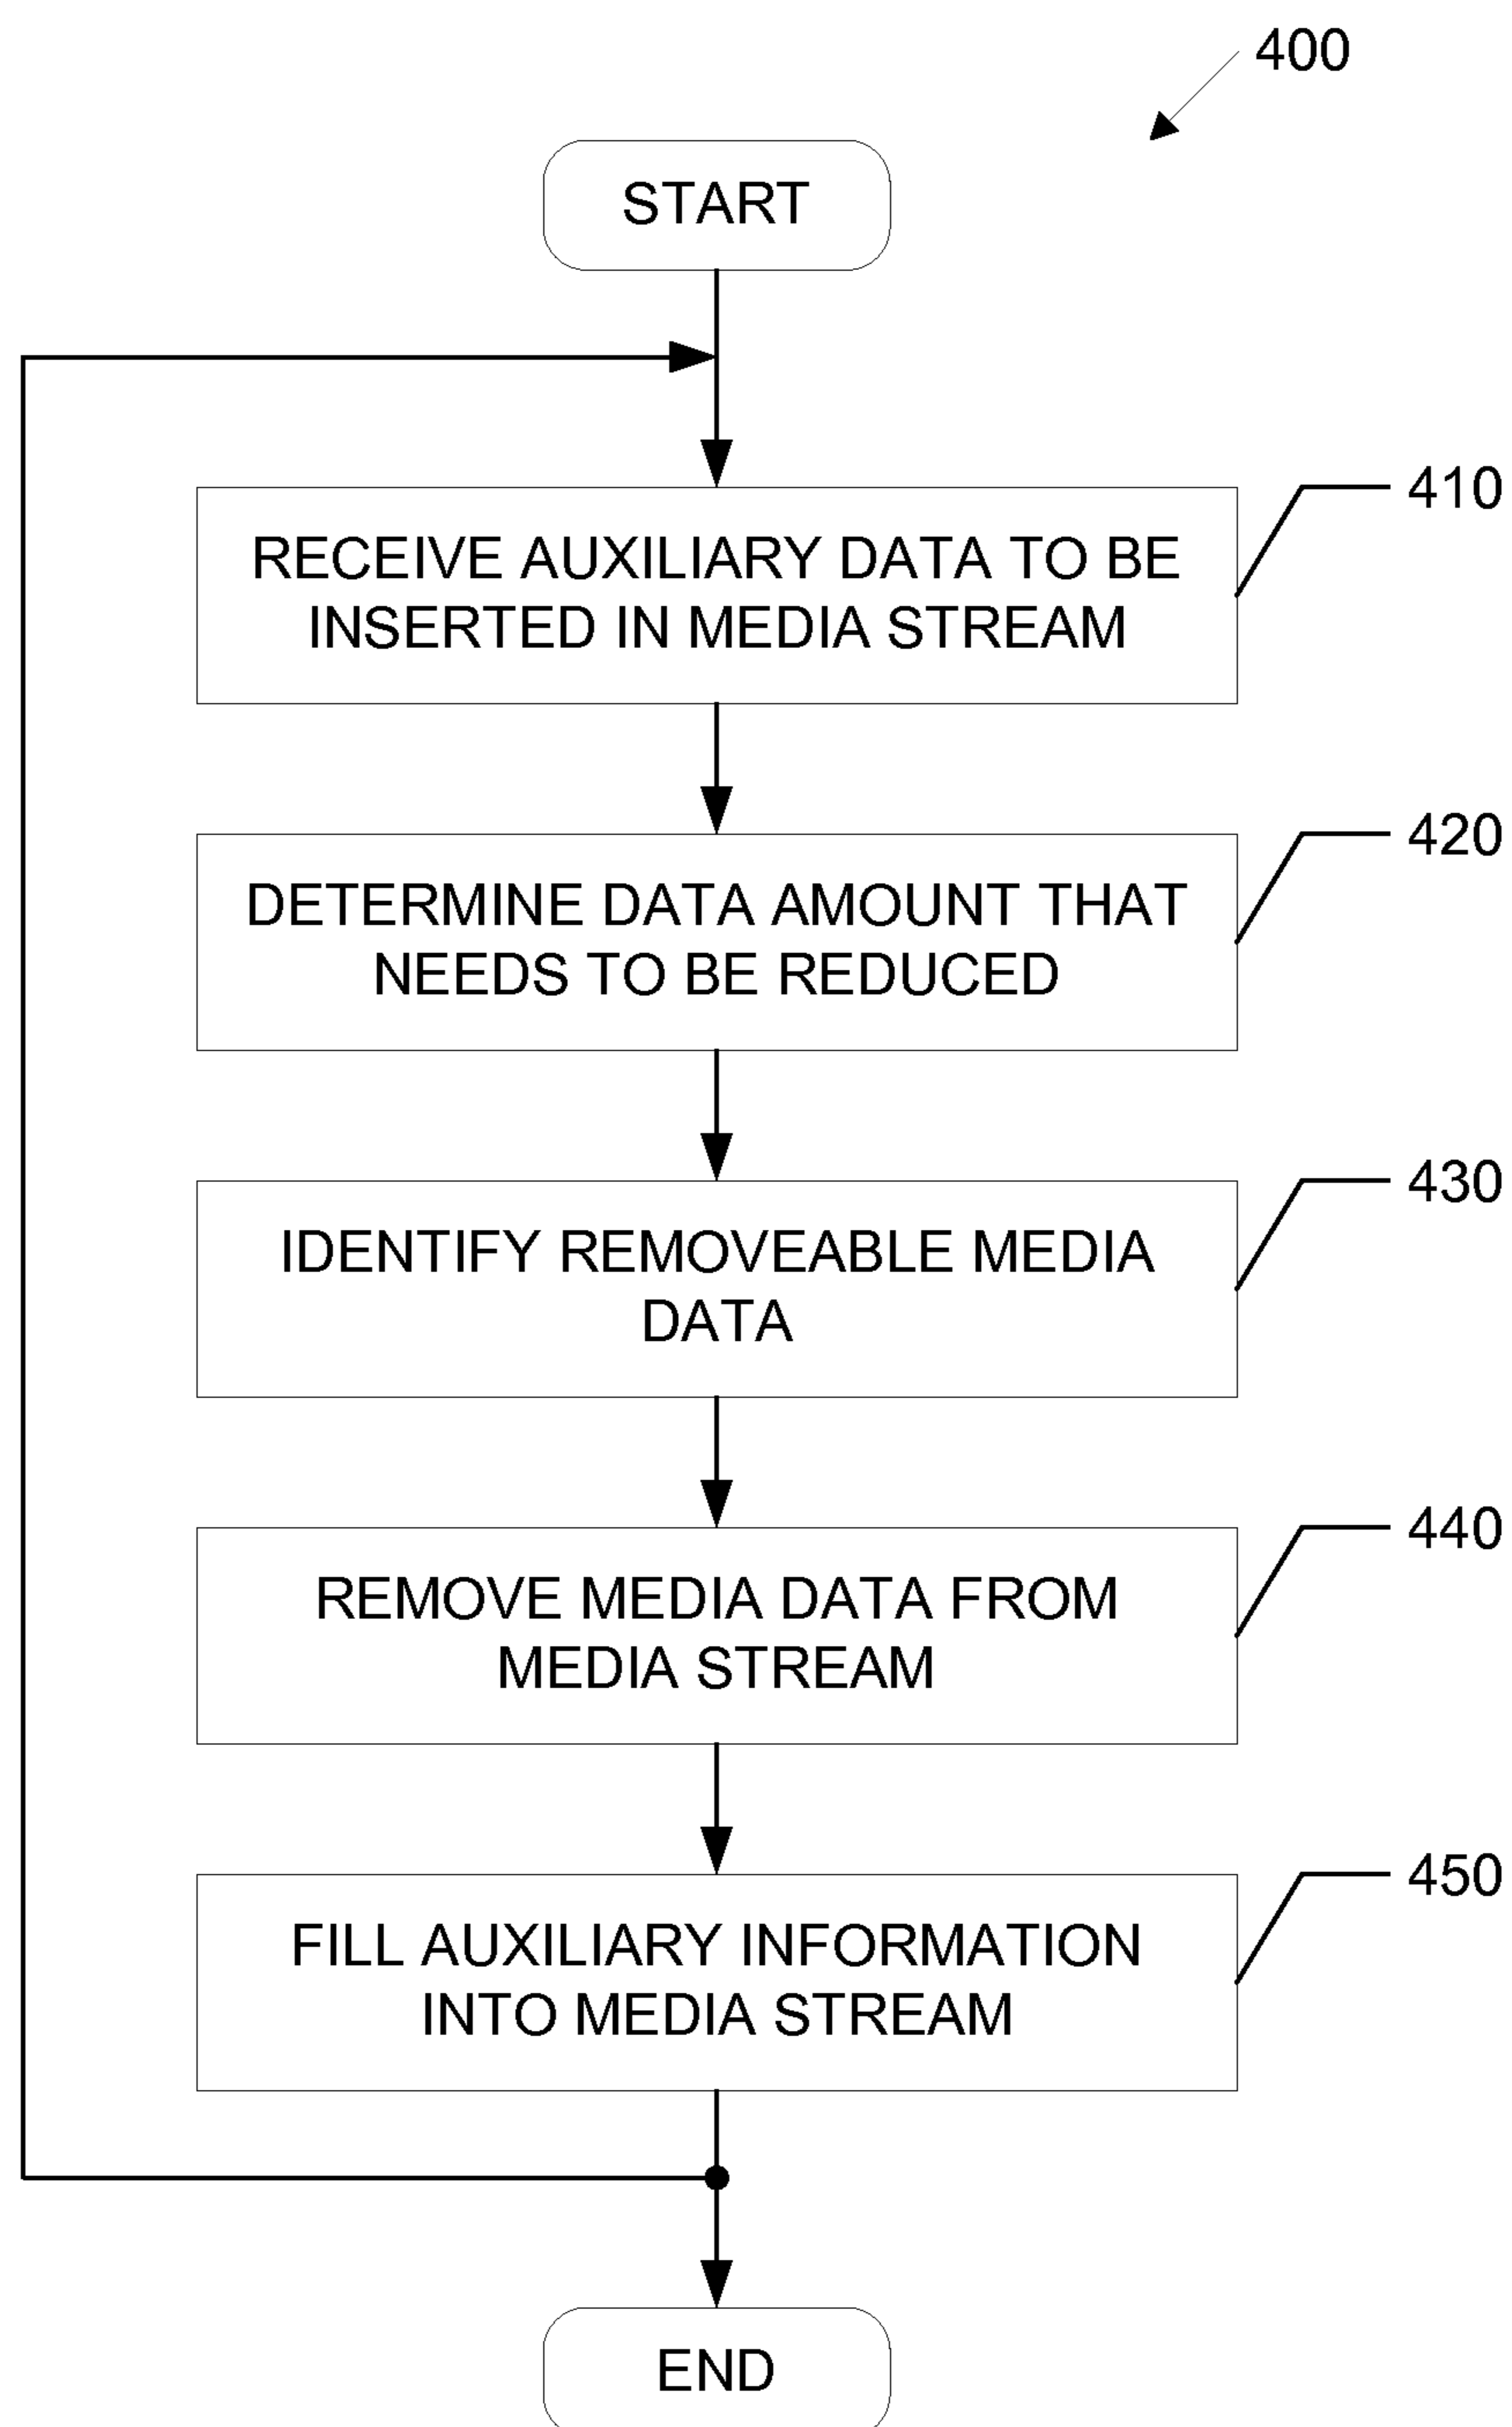 400
START
410
RECEIVE AUXILIARY DATA TO BE
INSERTED IN MEDIA STREAM
420
DETERMINE DATA AMOUNT THAT
NEEDS TO BE REDUCED
430
IDENTIFY REMOVEABLE MEDIA
DATA
440
REMOVE MEDIA DATA FROM
MEDIA STREAM
450
FILL AUXILIARY INFORMATION
INTO MEDIA STREAM
END